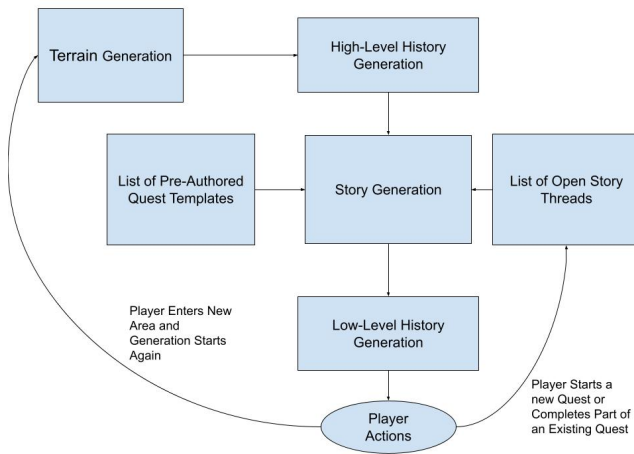 Terrain Generation
High-Level History
Generation
List of Pre-Authored
Quest Templates
Story Generation
List of Open Story
Threads
Player Enters New
Area and
Generation Starts
Again
Low-Level History
Generation
Player
Actions
Player Starts a
new Quest or
Completes Part of
an Existing Quest